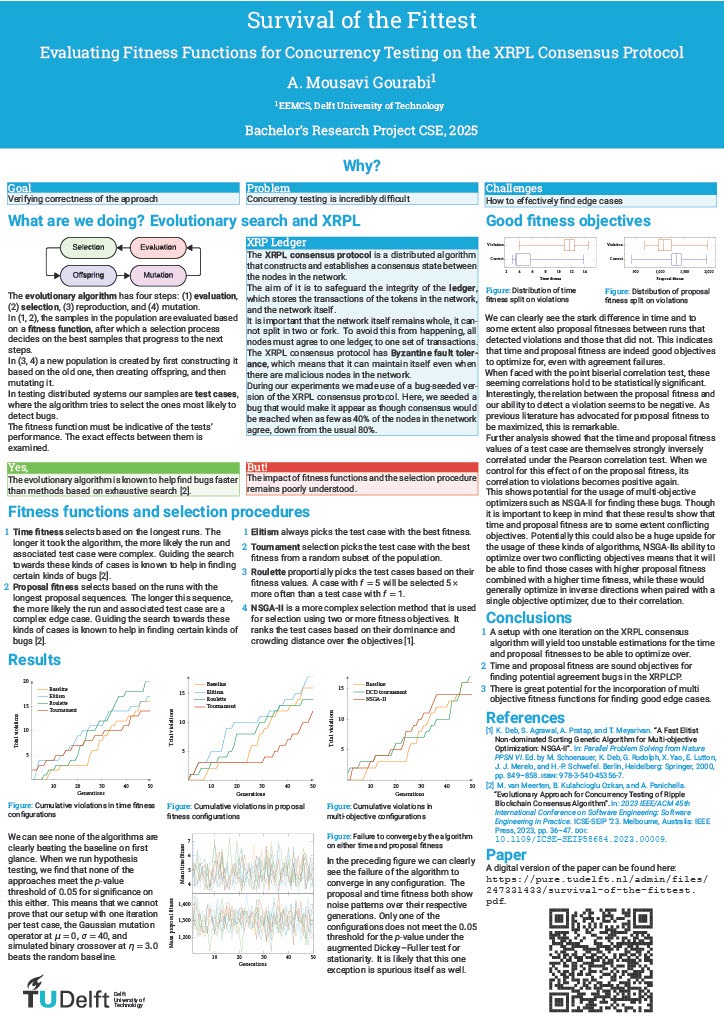 Survival of the Fittest
Evaluating Fitness Functions for Concurrency Testing on the XRPL Consensus Protocol
A. Mousavi Gourabi¹
¹EEMCS, Delft University of Technology
Bachelor's Research Project CSE, 2025
Why?
Goal
Verifying correctness of the approach
Problem
Concurrency testing is incredibly difficult
Challenges
How to effectively find edge cases
What are we doing? Evolutionary search and XRPL
Selection
Evaluation
Offspring
Mutation
The evolutionary algorithm has four steps: (1) evaluation,
(2) selection, (3) reproduction, and (4) mutation.
In (1, 2), the samples in the population are evaluated based
on a fitness function, after which a selection process
decides on the best samples that progress to the next
steps.
In (3, 4) a new population is created by first constructing it
based on the old one, then creating offspring, and then
mutating it.
In testing distributed systems our samples are test cases,
where the algorithm tries to select the ones most likely to
detect bugs.
The fitness function must be indicative of the tests'
performance. The exact effects between them is
examined.
XRP Ledger
The XRPL consensus protocol is a distributed algorithm
that constructs and establishes a consensus state between
the nodes in the network.
The aim of it is to safeguard the integrity of the ledger,
which stores the transactions of the tokens in the network,
and the network itself.
It is important that the network itself remains whole, it can-
not split in two or fork. To avoid this from happening, all
nodes must agree to one ledger, to one set of transactions.
The XRPL consensus protocol has Byzantine fault toler-
ance, which means that it can maintain itself even when
there are malicious nodes in the network.
During our experiments we made use of a bug-seeded ver-
sion of the XRPL consensus protocol. Here, we seeded a
bug that would make it appear as though consensus would
be reached when as few as 40% of the nodes in the network
agree, down from the usual 80%.
Yes,
The evolutionary algorithm is known to help find bugs faster
than methods based on exhaustive search [2].
But!
The impact of fitness functions and the selection procedure
remains poorly understood.
Fitness functions and selection procedures
1 Time fitness selects based on the longest runs. The
longer it took the algorithm, the more likely the run and
associated test case were complex. Guiding the search
towards these kinds of cases is known to help in finding
certain kinds of bugs [2].
2 Proposal fitness selects based on the runs with the
longest proposal sequences. The longer this sequence,
the more likely the run and associated test case are a
complex edge case. Guiding the search towards these
kinds of cases is known to help in finding certain kinds of
bugs [2].
1 Elitism always picks the test case with the best fitness.
2 Tournament selection picks the test case with the best
fitness from a random subset of the population.
3 Roulette proportially picks the test cases based on their
fitness values. A case with f = 5 will be selected 5×
more often than a test case with f = 1.
4 NSGA-II is a more complex selection method that is used
for selection using two or more fitness objectives. It
ranks the test cases based on their dominance and
crowding distance over the objectives [1].
Results
Baseline
Elitism
Roulette
Tournament
Total violations
5
10
15
20
10
20
30
40
50
Generations
Figure: Cumulative violations in time fitness
configurations
Baseline
Elitism
Roulette
Tournament
Total violations
5
10
15
10
20
30
40
50
Generations
Figure: Cumulative violations in proposal
fitness configurations
Baseline
DCD tournament
NSGA-II
Total violations
5
10
15
10
20
30
40
50
Generations
Figure: Cumulative violations in
multi-objective configurations
We can see none of the algorithms are
clearly beating the baseline on first
glance. When we run hypothesis
testing, we find that none of the
approaches meet the p-value
threshold of 0.05 for significance on
this either. This means that we cannot
prove that our setup with one iteration
per test case, the Gaussian mutation
operator at μ = 0, σ = 40, and
simulated binary crossover at η = 3.0
beats the random baseline.
Mean time fitness
7
6
5
4
Mean proposal fitness
1,400
1,300
1,200
0
10
20
30
40
50
Generations
Figure: Failure to converge by the algorithm
on either time and proposal fitness
In the preceding figure we can clearly
see the failure of the algorithm to
converge in any configuration. The
proposal and time fitness both show
noise patterns over their respective
generations. Only one of the
configurations does not meet the 0.05
threshold for the p-value under the
augmented Dickey–Fuller test for
stationarity. It is likely that this one
exception is spurious itself as well.
Good fitness objectives
Violation
Correct
2 4 6 8 10 12 14
Time fitness
Figure: Distribution of time
fitness split on violations
Violation
Correct
500 1,000 1,500 2,000
Proposal fitness
Figure: Distribution of proposal
fitness split on violations
We can clearly see the stark difference in time and to
some extent also proposal fitnesses between runs that
detected violations and those that did not. This indicates
that time and proposal fitness are indeed good objectives
to optimize for, even with agreement failures.
When faced with the point biserial correlation test, these
seeming correlations hold to be statistically significant.
Interestingly, the relation between the proposal fitness and
our ability to detect a violation seems to be negative. As
previous literature has advocated for proposal fitness to
be maximized, this is remarkable.
Further analysis showed that the time and proposal fitness
values of a test case are themselves strongly inversely
correlated under the Pearson correlation test. When we
control for this effect of on the proposal fitness, its
correlation to violations becomes positive again.
This shows potential for the usage of multi-objective
optimizers such as NSGA-II for finding these bugs. Though
it is important to keep in mind that these results show that
time and proposal fitness are to some extent conflicting
objectives. Potentially this could also be a huge upside for
the usage of these kinds of algorithms, NSGA-IIs ability to
optimize over two conflicting objectives means that it will
be able to find those cases with higher proposal fitness
combined with a higher time fitness, while these would
generally optimize in inverse directions when paired with a
single objective optimizer, due to their correlation.
Conclusions
1 A setup with one iteration on the XRPL consensus
algorithm will yield too unstable estimations for the time
and proposal fitnesses to be able to optimize over.
2 Time and proposal fitness are sound objectives for
finding potential agreement bugs in the XRPLCP.
3 There is great potential for the incorporation of multi
objective fitness functions for finding good edge cases.
References
[1] K. Deb, S. Agrawal, A. Pratap, and T. Meyarivan. "A Fast Elitist
Non-dominated Sorting Genetic Algorithm for Multi-objective
Optimization: NSGA-II". In: Parallel Problem Solving from Nature
PPSN VI. Ed. by M. Schoenauer, K. Deb, G. Rudolph, X. Yao, E. Lutton,
J. J. Merelo, and H.-P. Schwefel. Berlin, Heidelberg: Springer, 2000,
pp. 849–858. ISBN: 978-3-540-45356-7.
[2] M. van Meerten, B. Kulahcioglu Ozkan, and A. Panichella.
"Evolutionary Approach for Concurrency Testing of Ripple
Blockchain Consensus Algorithm". In: 2023 IEEE/ACM 45th
International Conference on Software Engineering: Software
Engineering in Practice. ICSE-SEIP '23. Melbourne, Australia: IEEE
Press, 2023, pp. 36–47. DOI:
10.1109/ICSE-SEIP58684.2023.00009.
Paper
A digital version of the paper can be found here:
https://pure.tudelft.nl/admin/files/
247331433/survival-of-the-fittest.
pdf.
TU Delft
Delft
University of
Technology